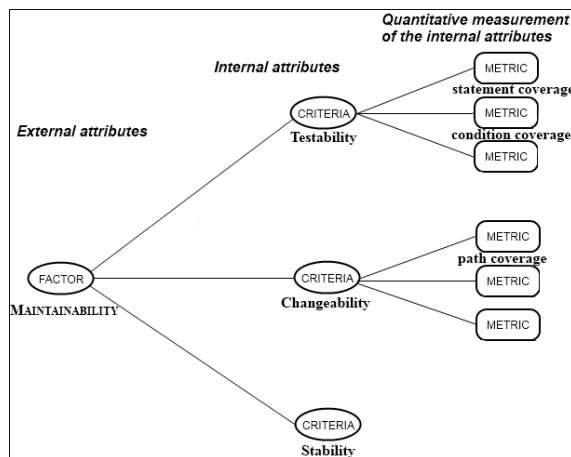 Quantitative measurement
of the internal attributes
Internal attributes
External attributes
METRIC
statement coverage
CRITERIA
Testability
METRIC
condition coverage
METRIC
METRIC
path coverage
FACTOR
MAINTAINABILITY
CRITERIA
Changeability
METRIC
METRIC
CRITERIA
Stability